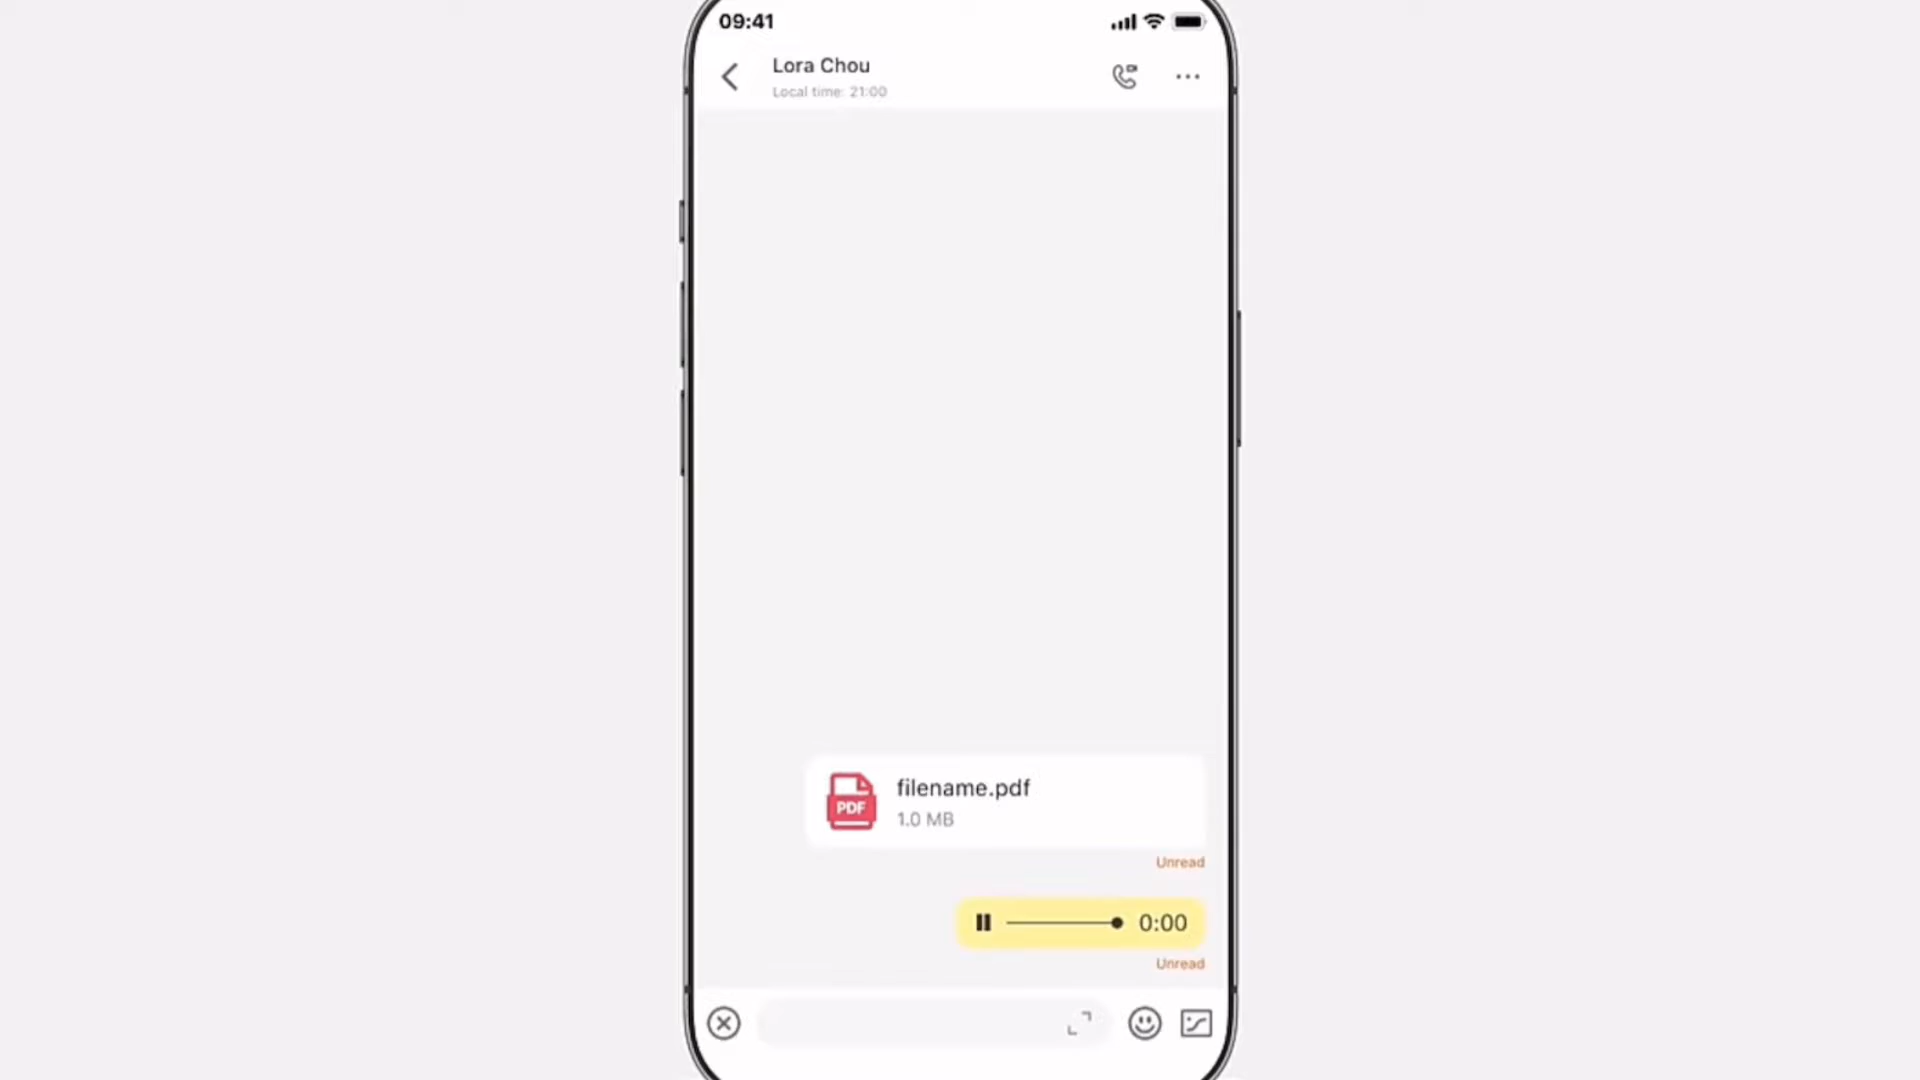 09:41
Lora Chou
Local time: 21:00
filename.pdf
PDF
1.0 MB
Unread
0:00
Unread